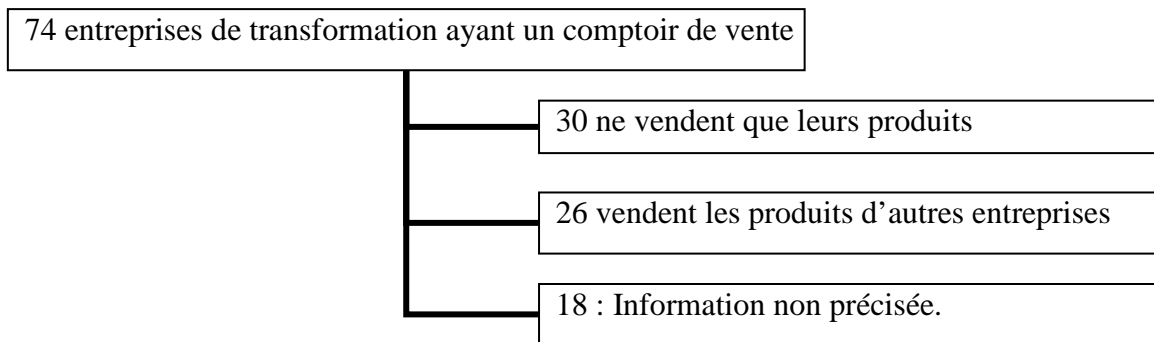 74 entreprises de transformation ayant un comptoir de vente
30 ne vendent que leurs produits
26 vendent les produits d’autres entreprises
18 : Information non précisée.